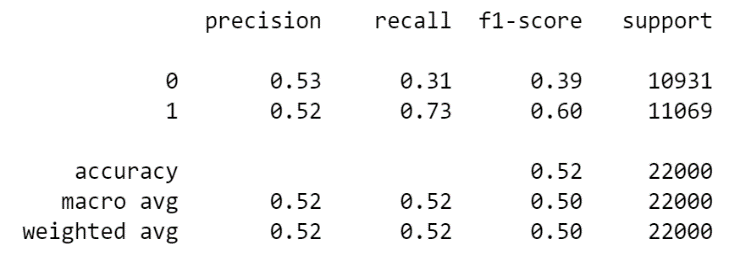 precision recall f1-score support
0 0.53 0.31 0.39 10931
1 0.52 0.73 0.60 11069
accuracy 0.52 22000
macro avg 0.52 0.52 0.50 22000
weighted avg 0.52 0.52 0.50 22000